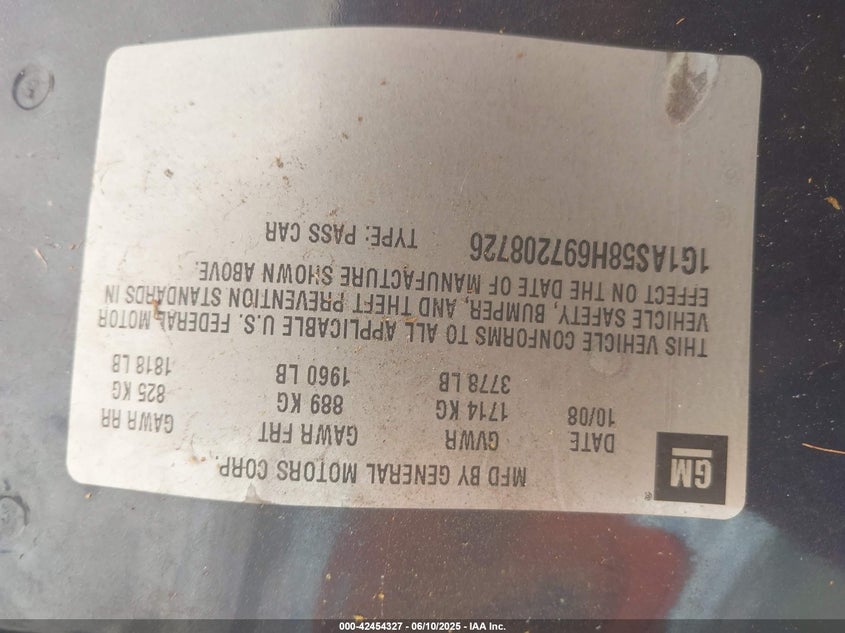 GM
MFD BY GENERAL MOTORS CORP.
DATE GVWR GAWR FRT GAWR RR
10/08 1714 KG 889 KG 825 KG
3778 LB 1960 LB 1818 LB
THIS VEHICLE CONFORMS TO ALL APPLICABLE U.S. FEDERAL MOTOR
VEHICLE SAFETY, BUMPER, AND THEFT PREVENTION STANDARDS IN
EFFECT ON THE DATE OF MANUFACTURE SHOWN ABOVE.
1G1AS58H697208726 TYPE: PASS CAR
000-42454327 - 06/10/2025 - IAA Inc.